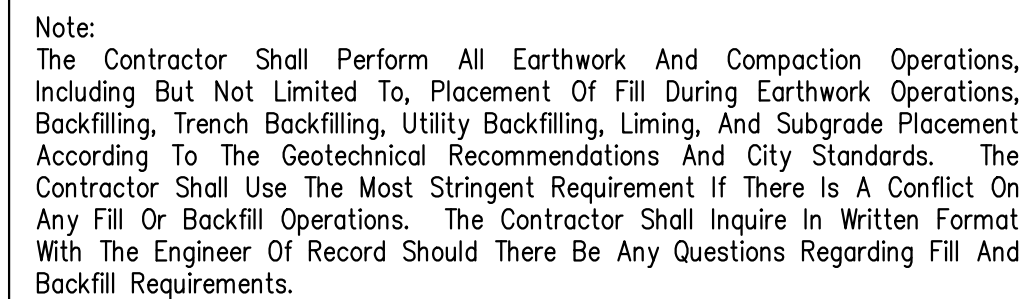 Note:
The Contractor Shall Perform All Earthwork And Compaction Operations,
Including But Not Limited To, Placement Of Fill During Earthwork Operations,
Backfilling, Trench Backfilling, Utility Backfilling, Liming, And Subgrade Placement
According To The Geotechnical Recommendations And City Standards. The
Contractor Shall Use The Most Stringent Requirement If There Is A Conflict On
Any Fill Or Backfill Operations. The Contractor Shall Inquire In Written Format
With The Engineer Of Record Should There Be Any Questions Regarding Fill And
Backfill Requirements.